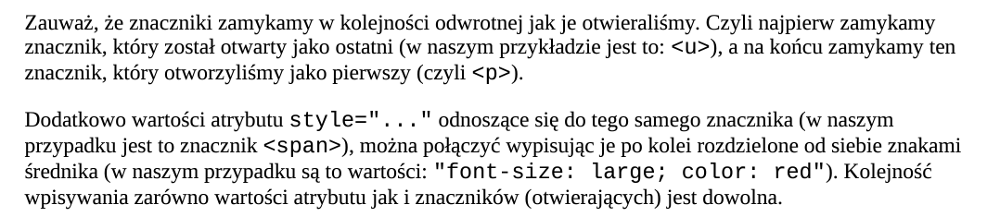 Zauważ, że znaczniki zamykamy w kolejności odwrotnej jak je otwieraliśmy. Czyli najpierw zamykamy
znacznik, który został otwarty jako ostatni (w naszym przykładzie jest to: <u>), a na końcu zamykamy ten
znacznik, który otworzyliśmy jako pierwszy (czyli <p>).
Dodatkowo wartości atrybutu style="..." odnoszące się do tego samego znacznika (w naszym
przypadku jest to znacznik <span>), można połączyć wypisując je po kolei rozdzielone od siebie znakami
średnika (w naszym przypadku są to wartości: "font-size: large; color: red"). Kolejność
wpisywania zarówno wartości atrybutu jak i znaczników (otwierających) jest dowolna.